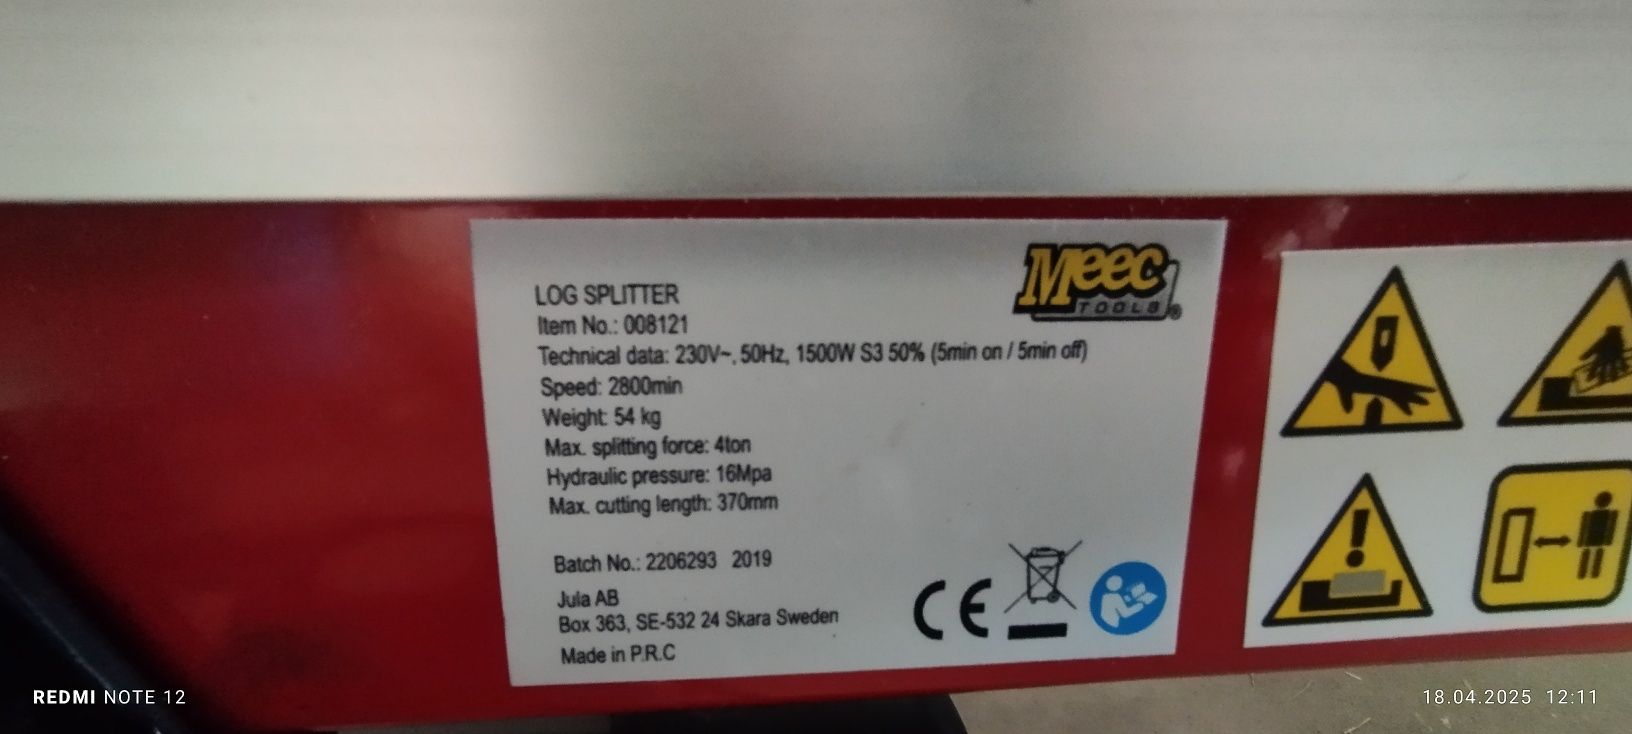 Meec
TOOLS®
LOG SPLITTER
Item No.: 008121
Technical data: 230V~, 50Hz, 1500W S3 50% (5min on / 5min off)
Speed: 2800min
Weight: 54 kg
Max. splitting force: 4ton
Hydraulic pressure: 16Mpa
Max. cutting length: 370mm
Batch No.: 2206293 2019
Jula AB
Box 363, SE-532 24 Skara Sweden
Made in P.R.C
CE
REDMI NOTE 12
18.04.2025 12:11